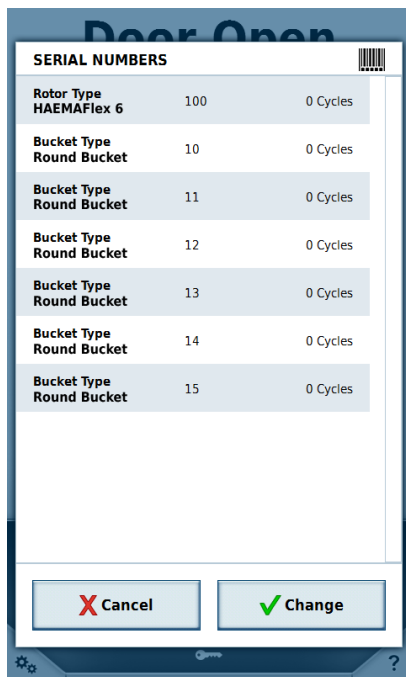 Door Open
SERIAL NUMBERS
Rotor Type
HAEMAFlex 6
100
0 Cycles
Bucket Type
Round Bucket
10
0 Cycles
Bucket Type
Round Bucket
11
0 Cycles
Bucket Type
Round Bucket
12
0 Cycles
Bucket Type
Round Bucket
13
0 Cycles
Bucket Type
Round Bucket
14
0 Cycles
Bucket Type
Round Bucket
15
0 Cycles
Cancel
Change
?